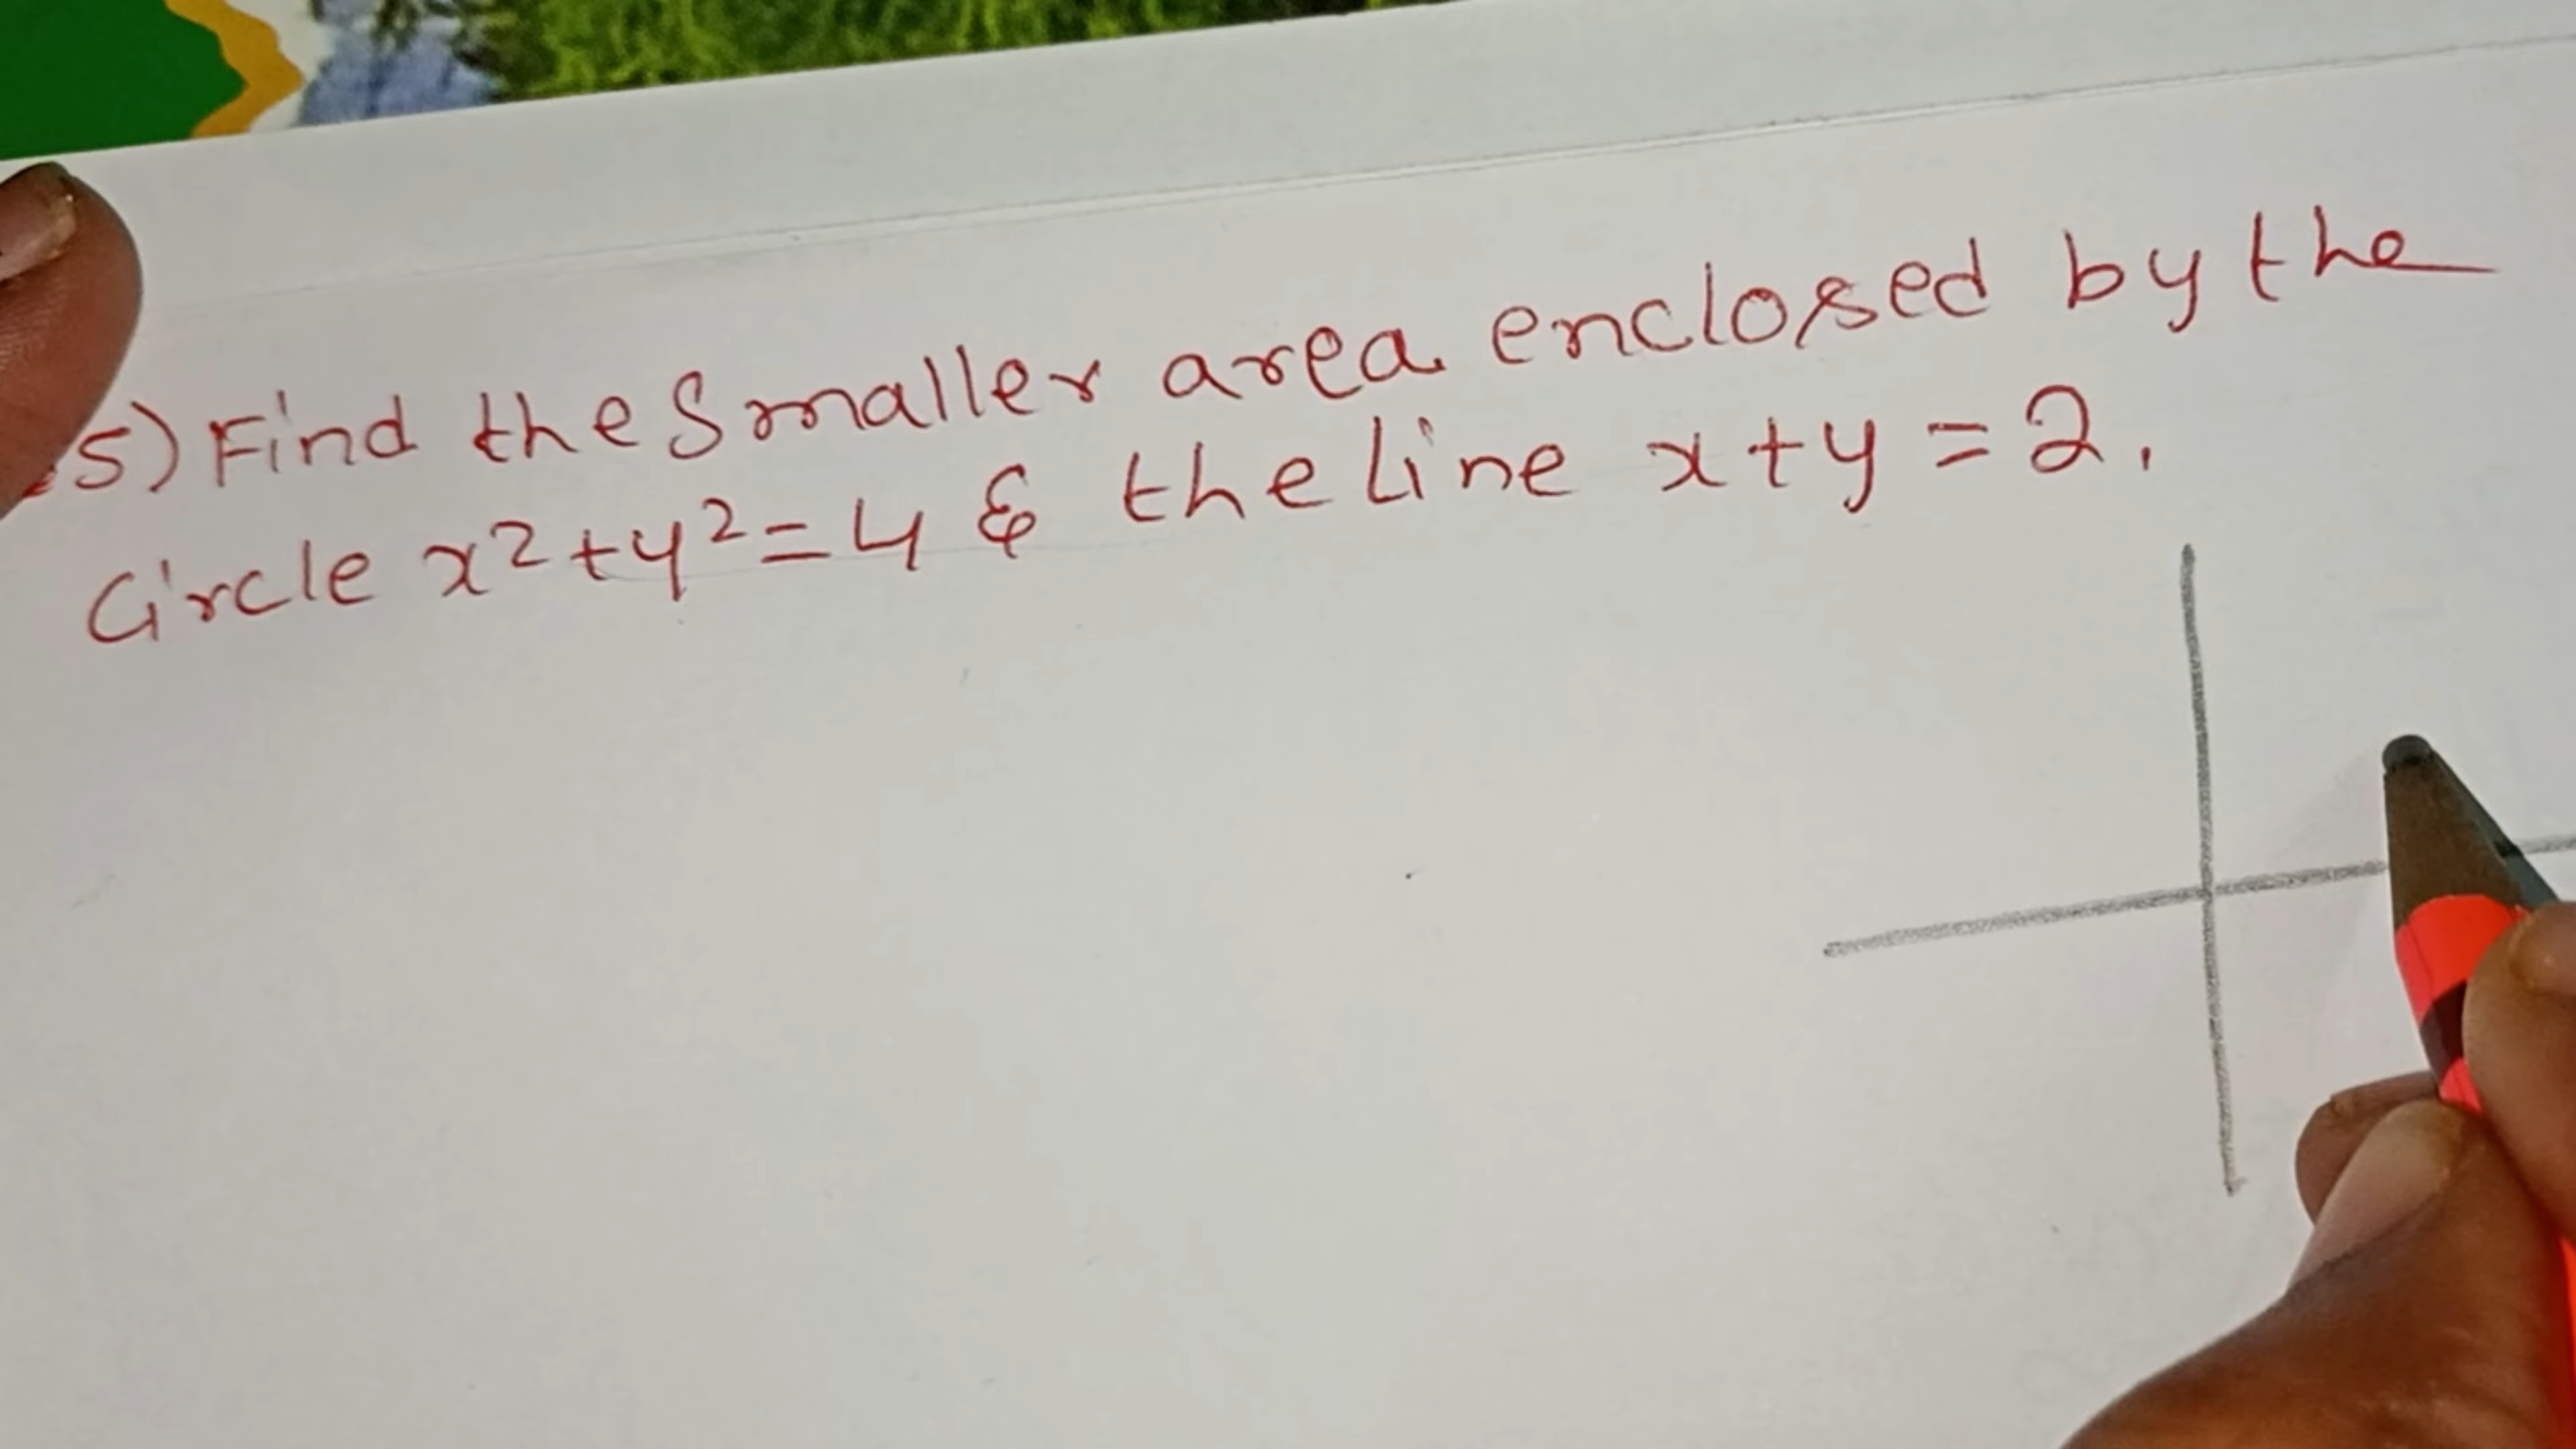 5) Find the Smaller area enclosed by the
Circle x²+y²=4 & the line x+y=2.